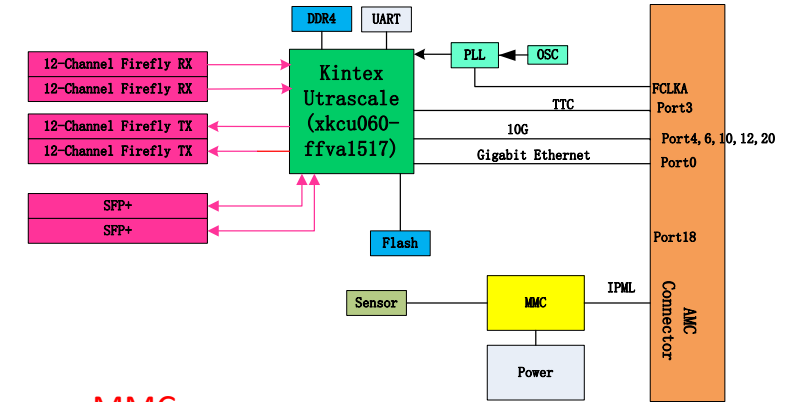 DDR4
UART
12-Channel Firefly RX
12-Channel Firefly RX
12-Channel Firefly TX
12-Channel Firefly TX
SFP+
SFP+
Kintex
Utrascale
(xkcu060-
ffva1517)
PLL
OSC
FCLKA
TTC
Port3
10G
Port4,6,10,12,20
Gigabit Ethernet
Port0
Flash
Port18
Sensor
MMC
IPML
AMC
Connector
Power
MMC